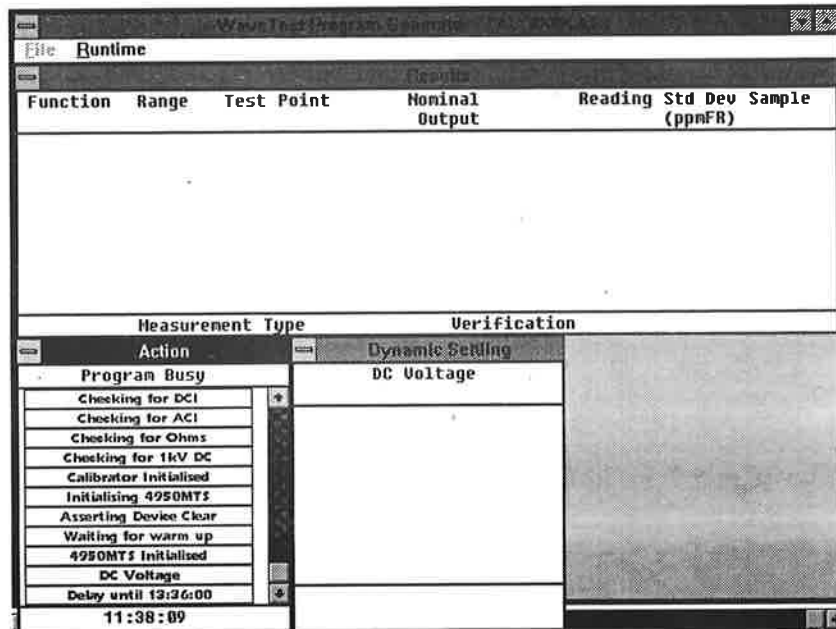 WaveTest Program Generator
File Runtime
Results
Function Range Test Point Nominal Output Reading Std Dev (ppmFR) Sample
Measurement Type Verification
Action
Program Busy
Checking for DCI
Checking for ACI
Checking for Ohms
Checking for 1kV DC
Calibrator Initialised
Initialising 4950MTS
Asserting Device Clear
Waiting for warm up
4950MTS Initialised
DC Voltage
Delay until 13:36:00
11:38:09
Dynamic Settling
DC Voltage